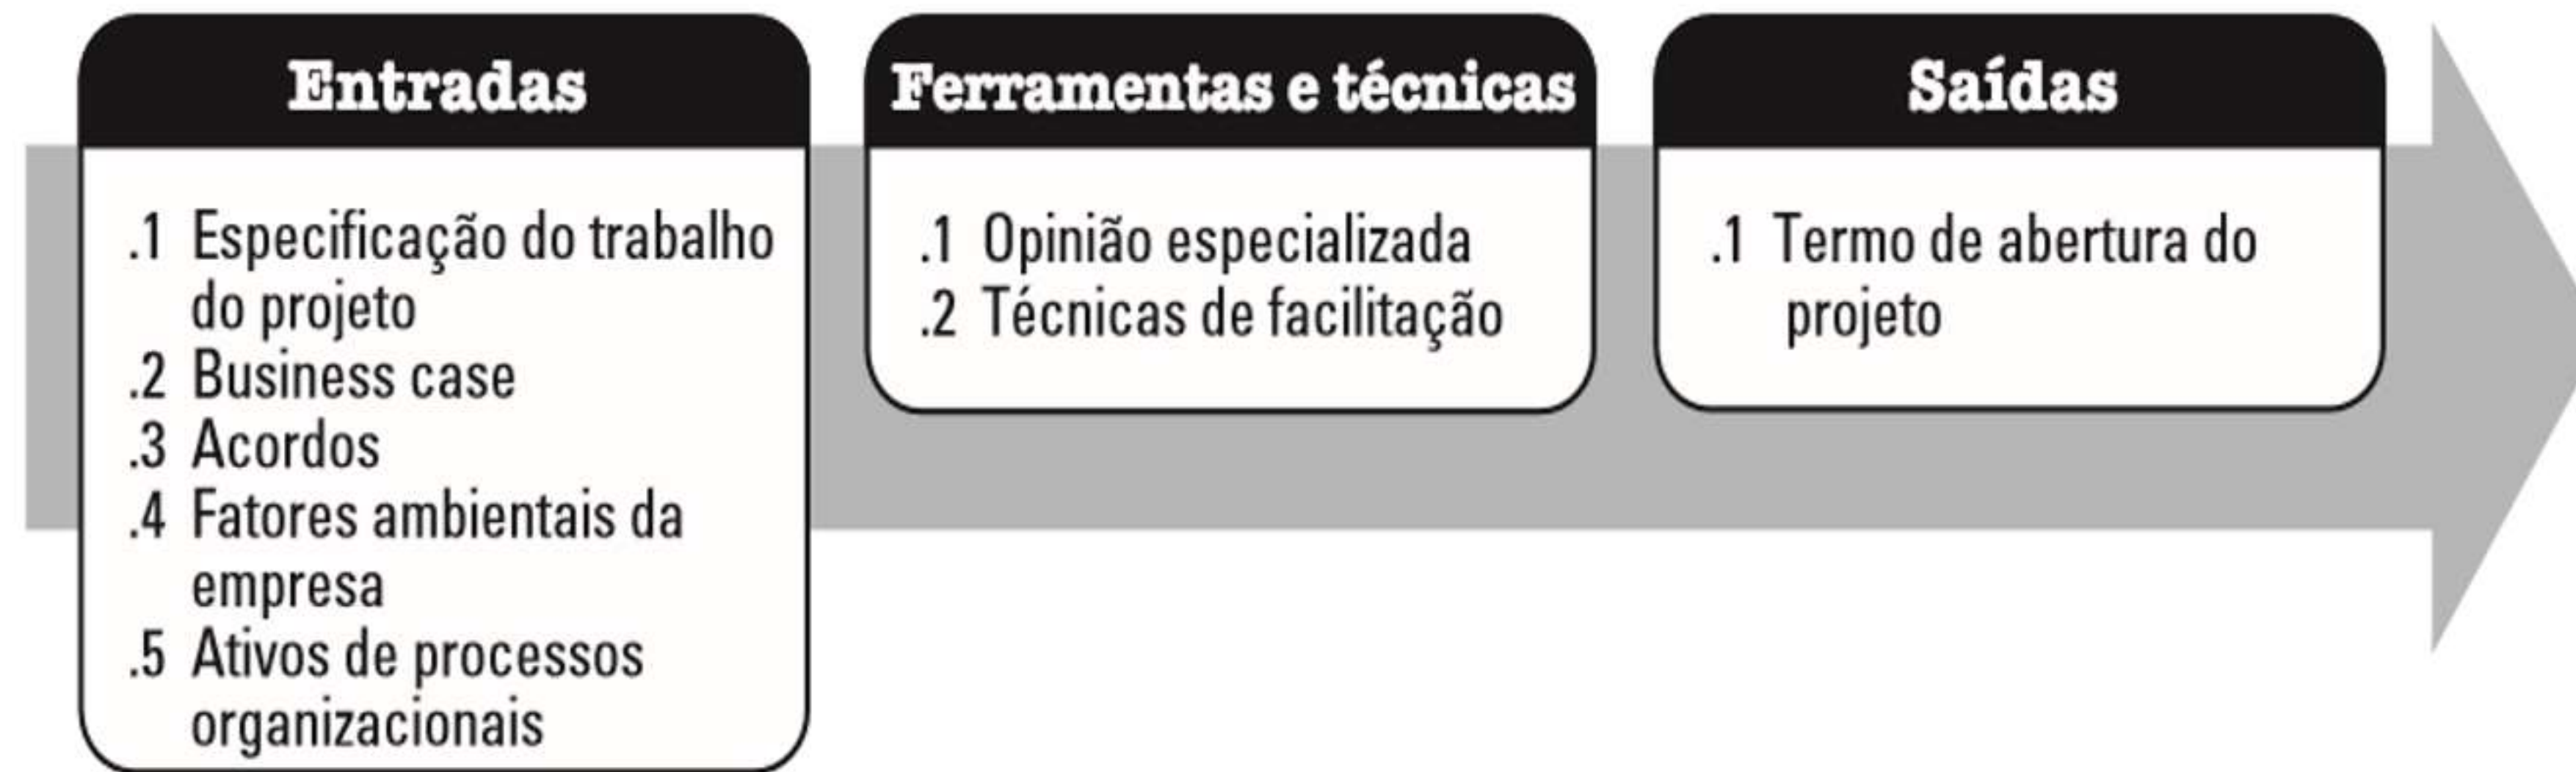 Entradas
.1 Especificação do trabalho
do projeto
.2 Business case
.3 Acordos
.4 Fatores ambientais da
empresa
.5 Ativos de processos
organizacionais
Ferramentas e técnicas
.1 Opinião especializada
.2 Técnicas de facilitação
Saídas
.1 Termo de abertura do
projeto